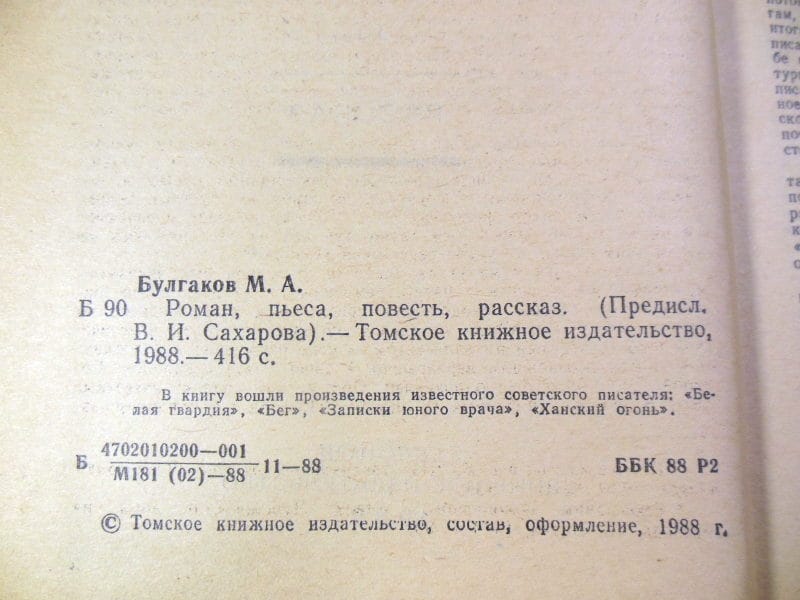 Булгаков М. А.
Б 90 Роман, пьеса, повесть, рассказ. (Предисл.
В. И. Сахарова).— Томское книжное издательство,
1988.— 416 с.
В книгу вошли произведения известного советского писателя: «Бе-
лая гвардия», «Бег», «Записки юного врача», «Ханский огонь».
Б 4702010200—001
М181 (02)—88 11—88 ББК 88 Р2
© Томское книжное издательство, состав, оформление, 1988 г.